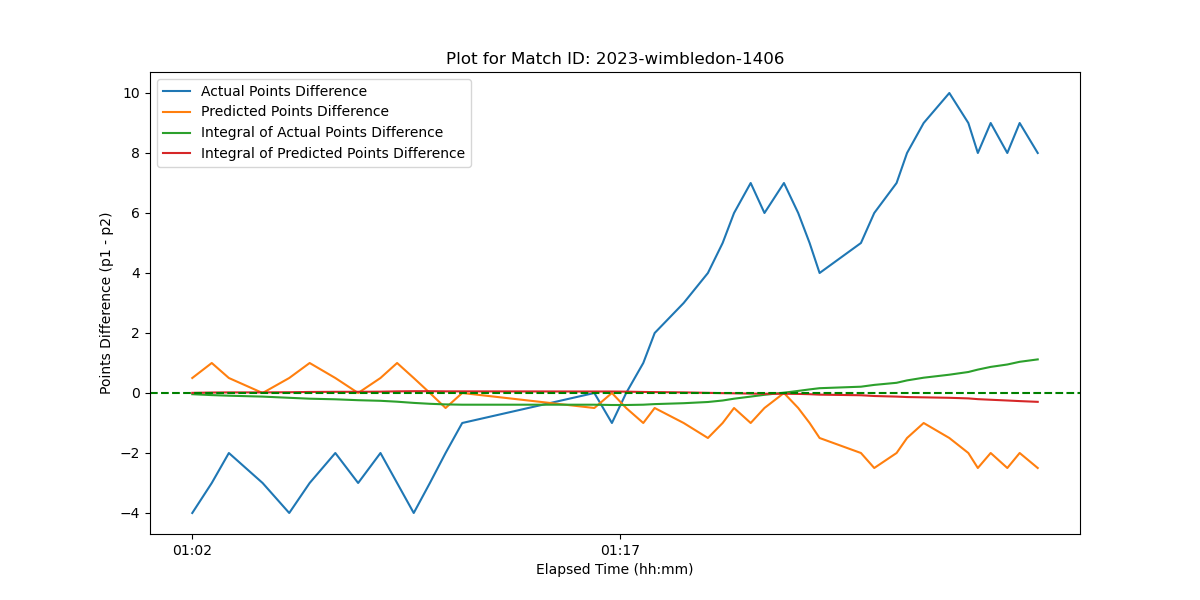 Plot for Match ID: 2023-wimbledon-1406
Actual Points Difference
Predicted Points Difference
Integral of Actual Points Difference
Integral of Predicted Points Difference
Points Difference (p1 - p2)
10
8
6
4
2
0
−2
−4
01:02
01:17
Elapsed Time (hh:mm)